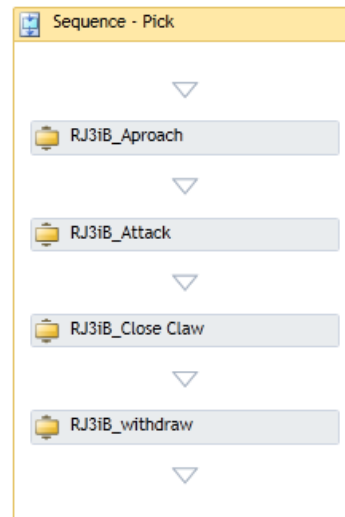 Sequence - Pick
RJ3iB_Aproach
RJ3iB_Attack
RJ3iB_Close Claw
RJ3iB_withdraw